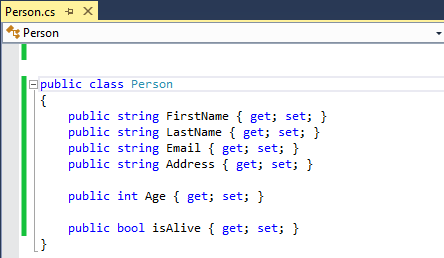 Person.cs
Person
public class Person
{
    public string FirstName { get; set; }
    public string LastName { get; set; }
    public string Email { get; set; }
    public string Address { get; set; }

    public int Age { get; set; }

    public bool isAlive { get; set; }
}